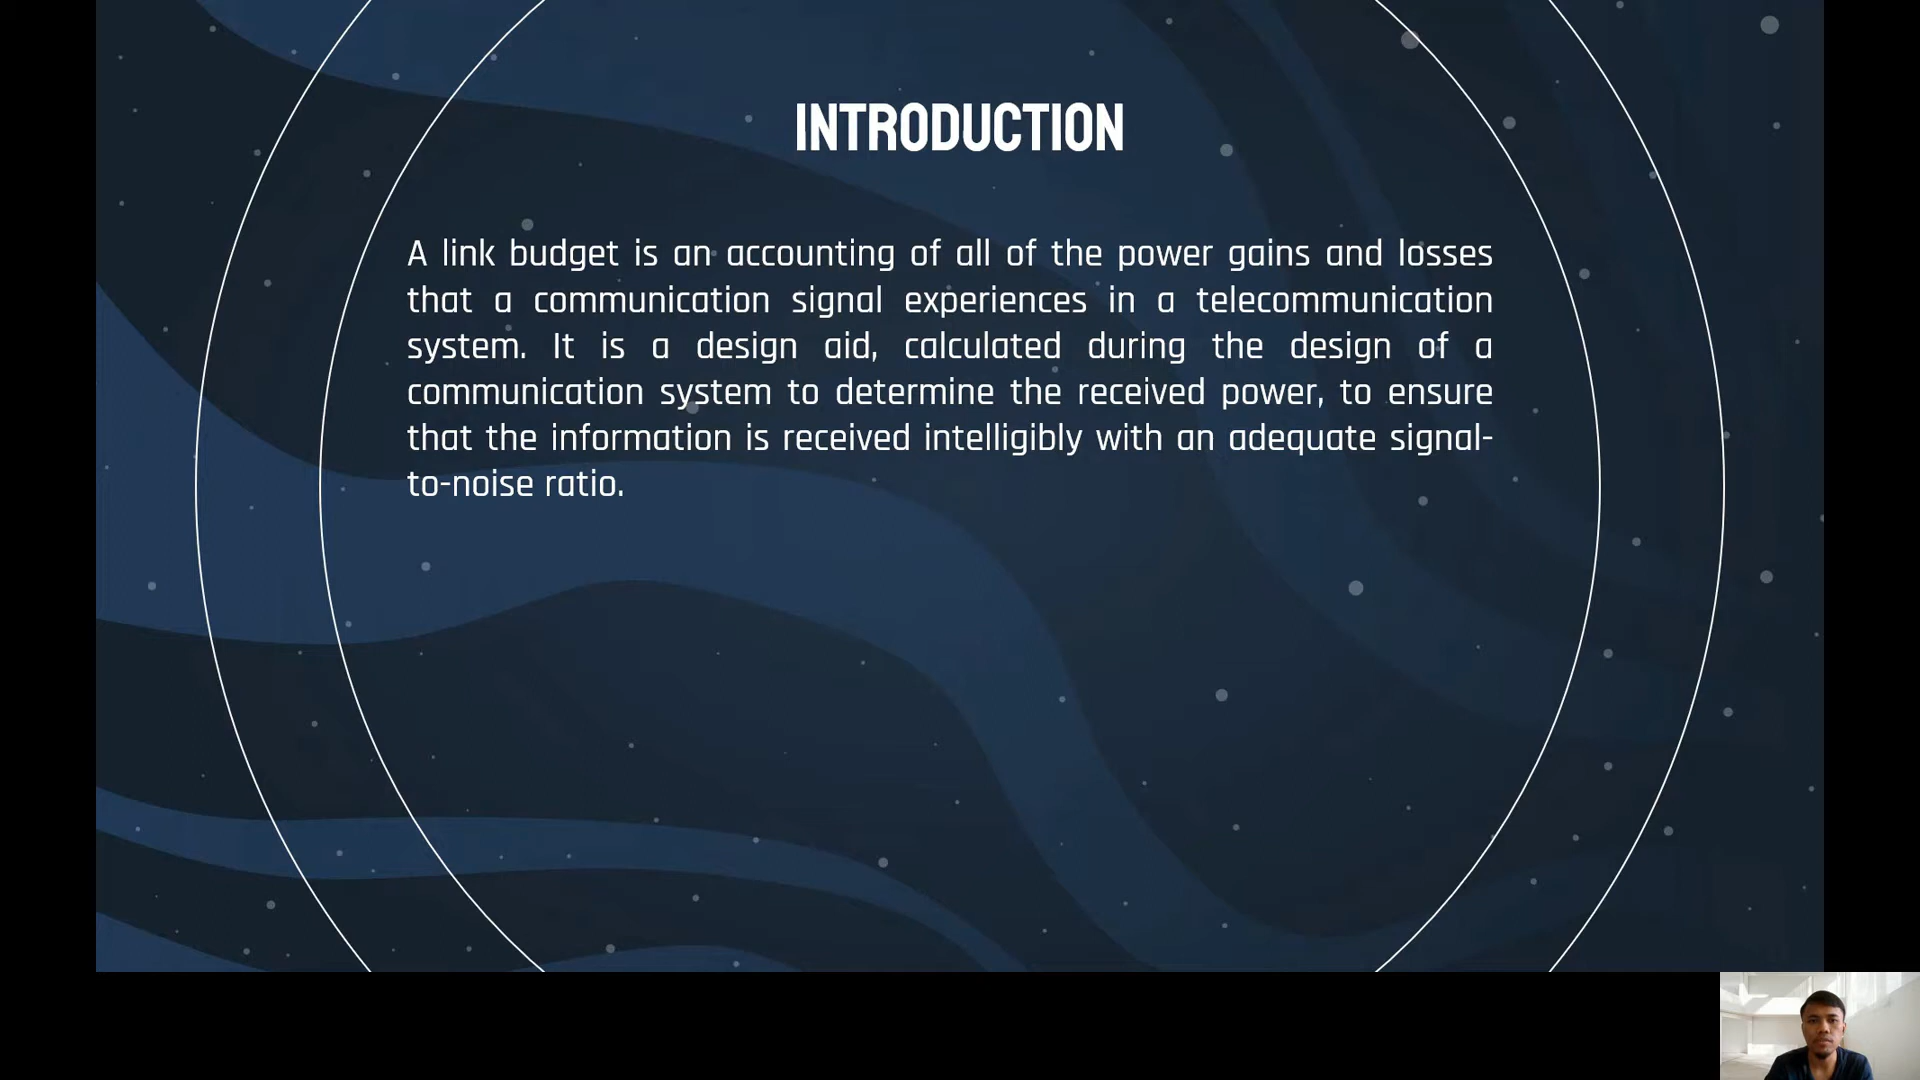 INTRODUCTION
A link budget is an accounting of all of the power gains and losses
that a communication signal experiences in a telecommunication
system. It is a design aid, calculated during the design of a
communication system to determine the received power, to ensure
that the information is received intelligibly with an adequate signal-
to-noise ratio.